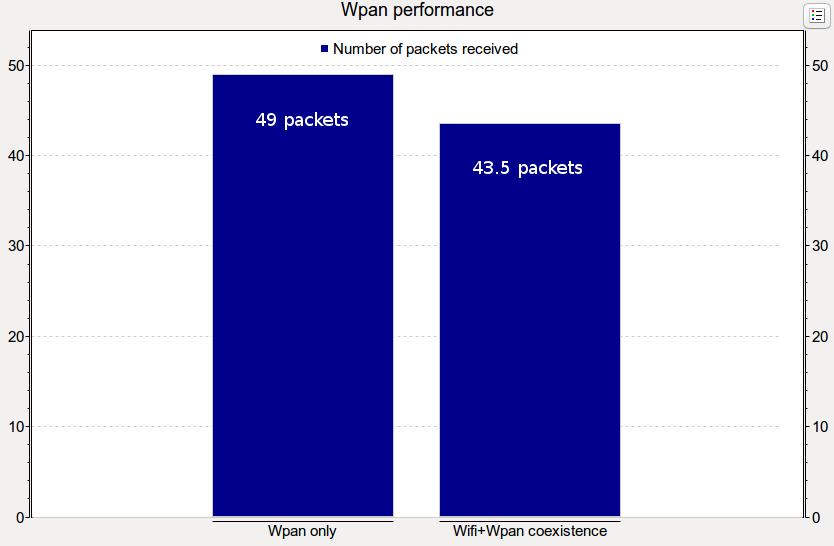 Wpan performance
Number of packets received
50 50
49 packets
40 40
43.5 packets
30 30
20 20
10 10
0 0
Wpan only Wifi+Wpan coexistence